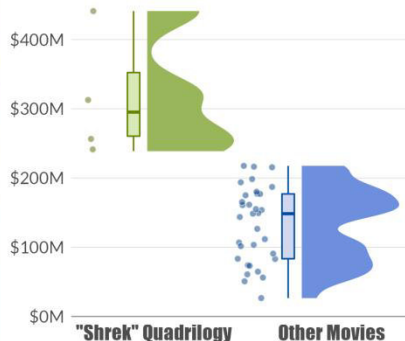 $400M
$300M
$200M
$100M
$0M
"Shrek" Quadrilogy Other Movies